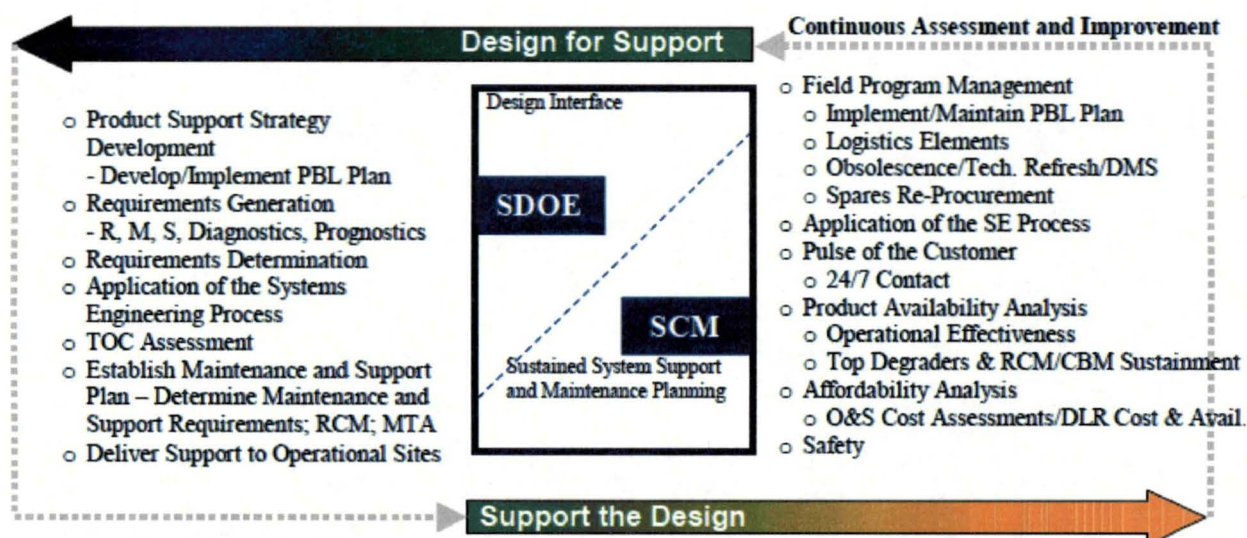 Design for Support
Continuous Assessment and Improvement
o Product Support Strategy
Development
- Develop/Implement PBL Plan
o Requirements Generation
- R, M, S, Diagnostics, Prognostics
o Requirements Determination
o Application of the Systems
Engineering Process
o TOC Assessment
o Establish Maintenance and Support
Plan – Determine Maintenance and
Support Requirements; RCM; MTA
o Deliver Support to Operational Sites
Design Interface
SDOE
SCM
Sustained System Support
and Maintenance Planning
o Field Program Management
o Implement/Maintain PBL Plan
o Logistics Elements
o Obsolescence/Tech. Refresh/DMS
o Spares Re-Procurement
o Application of the SE Process
o Pulse of the Customer
o 24/7 Contact
o Product Availability Analysis
o Operational Effectiveness
o Top Degraders & RCM/CBM Sustainment
o Affordability Analysis
o O&S Cost Assessments/DLR Cost & Avail.
o Safety
Support the Design